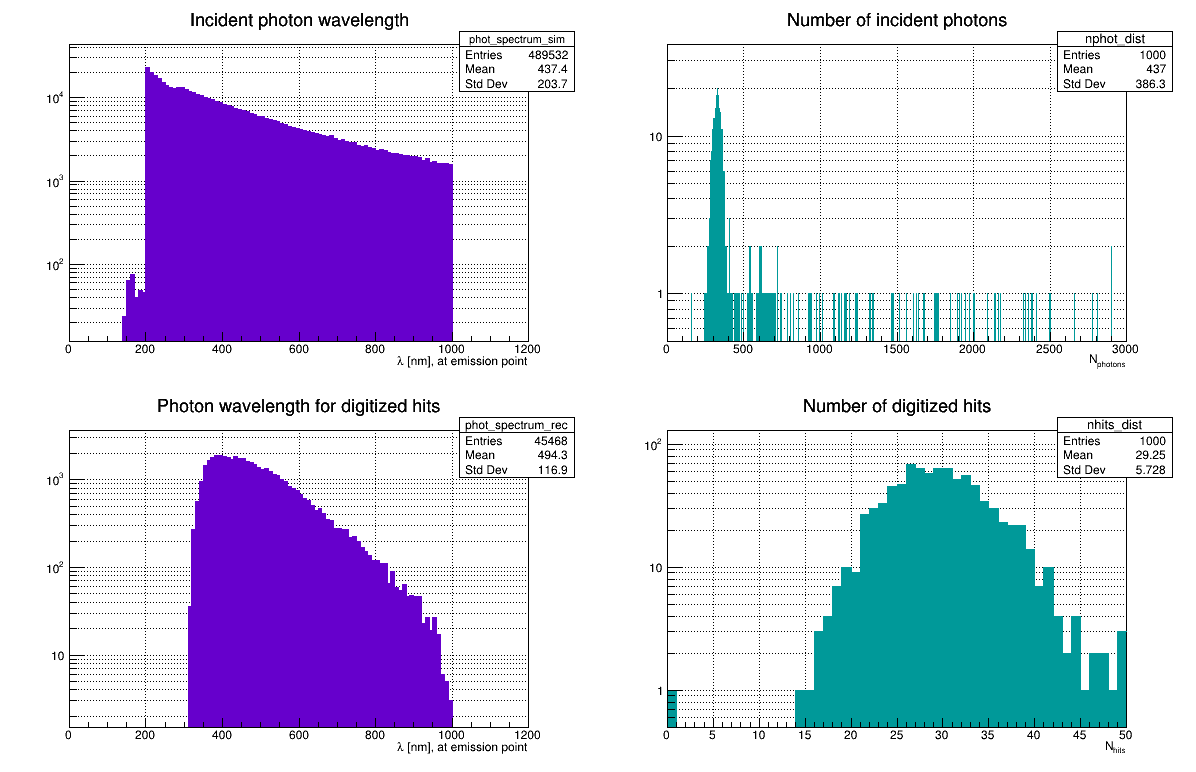 Incident photon wavelength
phot_spectrum_sim
Entries 489532
Mean 437.4
Std Dev 203.7
10^4
10^3
10^2
0 200 400 600 800 1000 1200
λ [nm], at emission point
Number of incident photons
nphot_dist
Entries 1000
Mean 437
Std Dev 386.3
10
1
0 500 1000 1500 2000 2500 3000
N_photons
Photon wavelength for digitized hits
phot_spectrum_rec
Entries 45468
Mean 494.3
Std Dev 116.9
10^3
10^2
10
0 200 400 600 800 1000 1200
λ [nm], at emission point
Number of digitized hits
nhits_dist
Entries 1000
Mean 29.25
Std Dev 5.728
10^2
10
1
0 5 10 15 20 25 30 35 40 45 50
N_hits